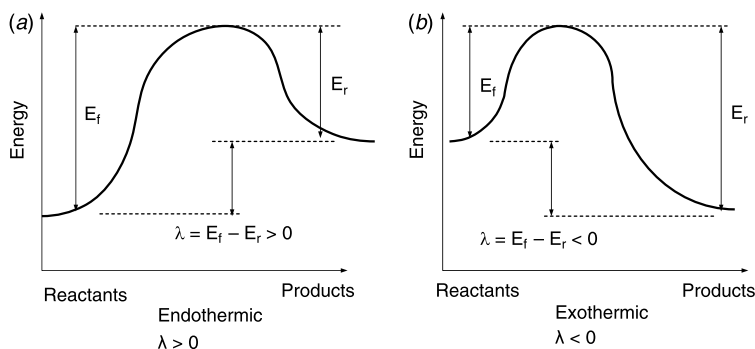 (a)
Energy
E_f
E_r
λ = E_f − E_r > 0
Reactants
Products
Endothermic
λ > 0
(b)
Energy
E_f
E_r
λ = E_f − E_r < 0
Reactants
Products
Exothermic
λ < 0